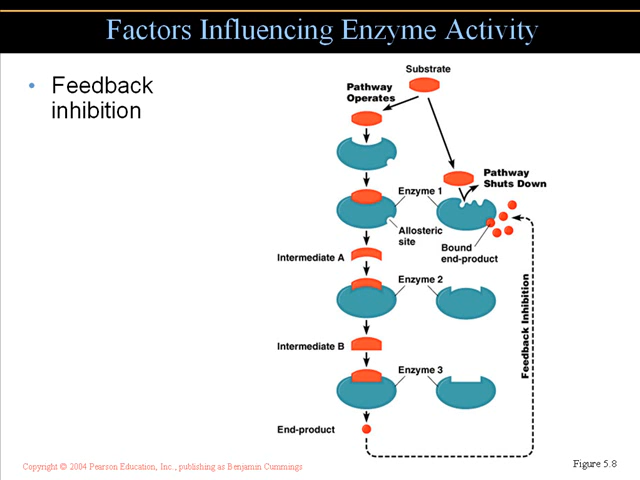 Factors Influencing Enzyme Activity
• Feedback
inhibition
Substrate
Pathway
Operates
Pathway
Shuts Down
Enzyme 1
Allosteric
site
Bound
end-product
Intermediate A
Enzyme 2
Feedback Inhibition
Intermediate B
Enzyme 3
End-product
Copyright © 2004 Pearson Education, Inc., publishing as Benjamin Cummings
Figure 5.8